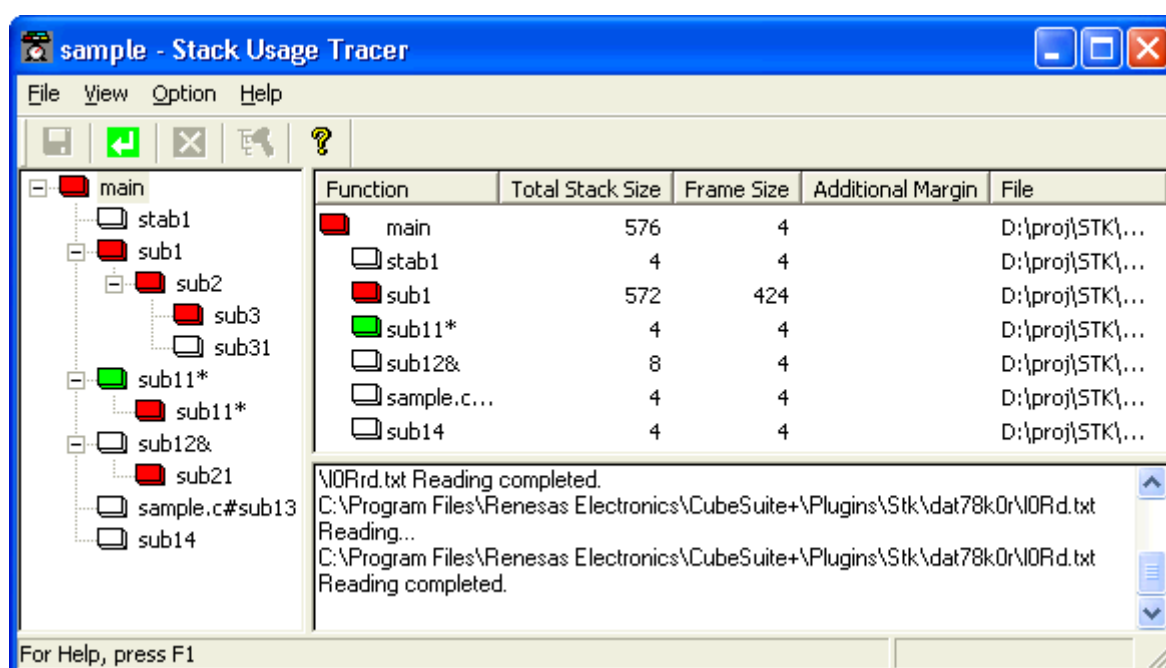 sample - Stack Usage Tracer
File View Option Help
main
stab1
sub1
sub2
sub3
sub31
sub11*
sub11*
sub12&
sub21
sample.c#sub13
sub14
Function Total Stack Size Frame Size Additional Margin File
main 576 4 D:\proj\STK\...
stab1 4 4 D:\proj\STK\...
sub1 572 424 D:\proj\STK\...
sub11* 4 4 D:\proj\STK\...
sub12& 8 4 D:\proj\STK\...
sample.c... 4 4 D:\proj\STK\...
sub14 4 4 D:\proj\STK\...
\l0Rrd.txt Reading completed.
C:\Program Files\Renesas Electronics\CubeSuite+\Plugins\Stk\dat78k0r\l0Rd.txt
Reading...
C:\Program Files\Renesas Electronics\CubeSuite+\Plugins\Stk\dat78k0r\l0Rd.txt
Reading completed.
For Help, press F1